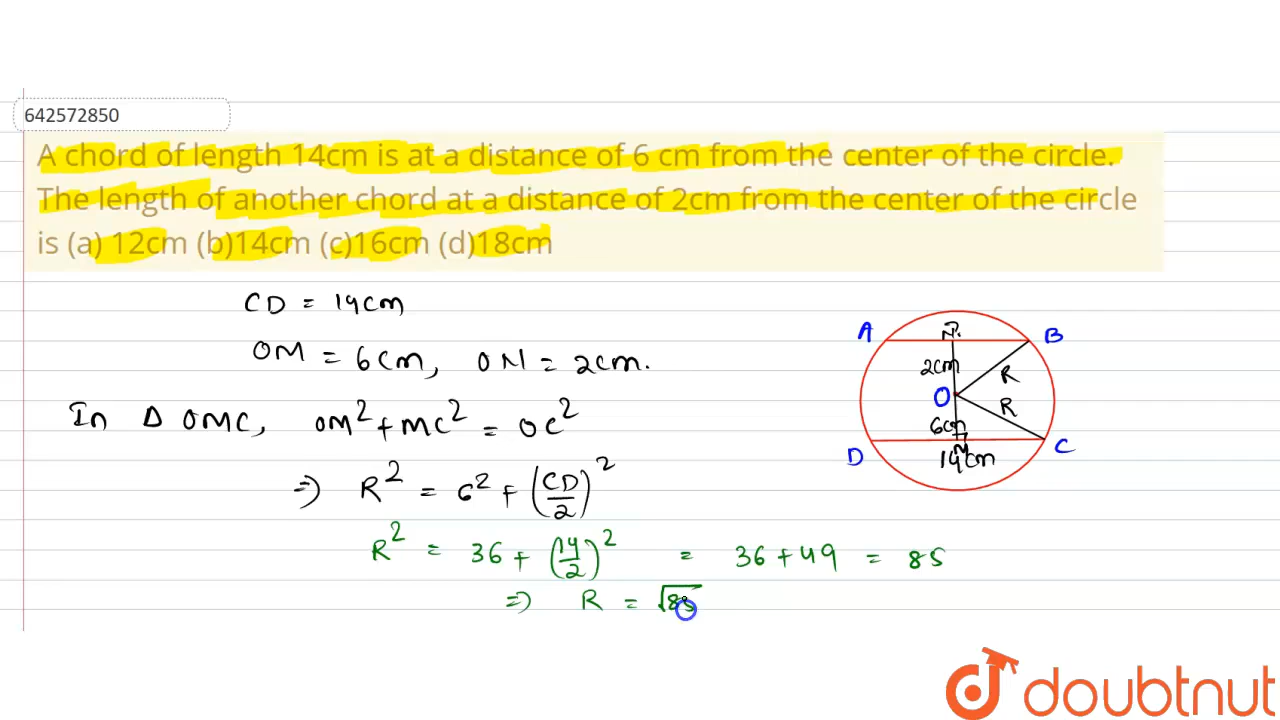 642572850
A chord of length 14cm is at a distance of 6 cm from the center of the circle.
The length of another chord at a distance of 2cm from the center of the circle
is (a) 12cm (b)14cm (c)16cm (d)18cm
CD = 14cm
OM = 6cm, ON = 2cm.
In Δ OMC, OM² + MC² = OC²
⇒ R² = 6² + (CD/2)²
R² = 36 + (14/2)² = 36 + 49 = 85
⇒ R = √85
A N B
2cm R
O R
6cm
D M C
14cm
doubtnut